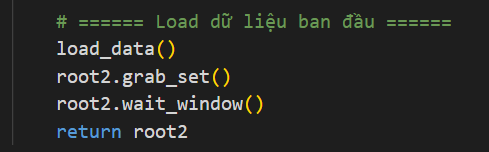 # ====== Load dữ liệu ban đầu ======
load_data()
root2.grab_set()
root2.wait_window()
return root2